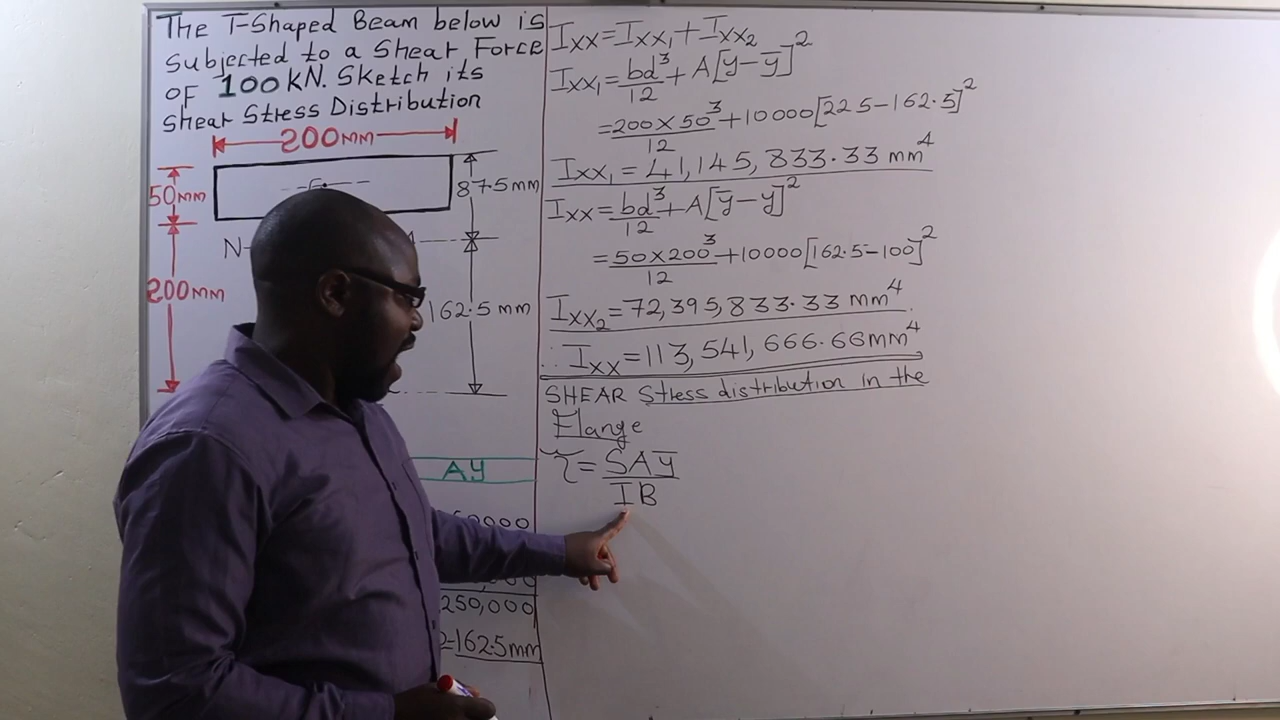 The T-Shaped Beam below is
Subjected to a Shear Force
OF 100 kN. Sketch its
Shear Stress Distribution
200mm
50mm
87.5mm
N
A
200mm
162.5 mm
AY
250,000
=162.5mm
Ixx=Ixx₁+Ixx₂
Ixx₁=bd³/12+A[y-ȳ]²
=200×50³/12+10000[225-162.5]²
Ixx₁=41,145,833.33 mm⁴
Ixx=bd³/12+A[ȳ-y]²
=50×200³/12+10000[162.5-100]²
Ixx₂=72,395,833.33 mm⁴
∴Ixx=113,541,666.66mm⁴
SHEAR Stress distribution in the
Flange
τ=SAȳ/IB